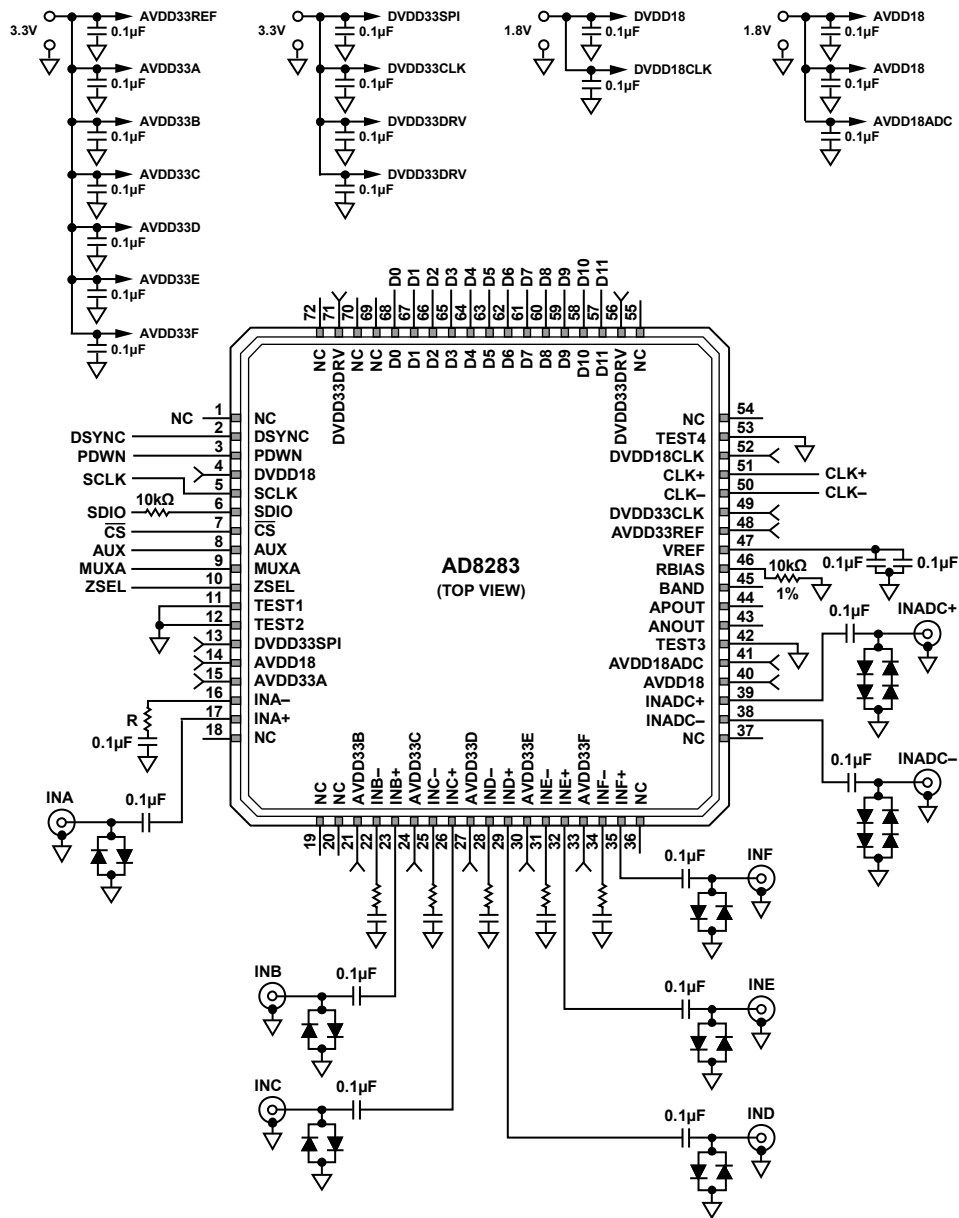 3.3V
AVDD33REF
0.1µF
AVDD33A
0.1µF
AVDD33B
0.1µF
AVDD33C
0.1µF
AVDD33D
0.1µF
AVDD33E
0.1µF
AVDD33F
0.1µF
3.3V
DVDD33SPI
0.1µF
DVDD33CLK
0.1µF
DVDD33DRV
0.1µF
DVDD33DRV
0.1µF
1.8V
DVDD18
0.1µF
DVDD18CLK
0.1µF
1.8V
AVDD18
0.1µF
AVDD18
0.1µF
AVDD18ADC
0.1µF
D0 D1 D2 D3 D4 D5 D6 D7 D8 D9 D10 D11
72 71 70 69 68 67 66 65 64 63 62 61 60 59 58 57 56 55
NC DVDD33DRV NC NC D0 D1 D2 D3 D4 D5 D6 D7 D8 D9 D10 D11 DVDD33DRV NC
NC 1 NC
DSYNC 2 DSYNC
PDWN 3 PDWN
4 DVDD18
SCLK 5 SCLK
SDIO 10kΩ 6 SDIO
CS 7 CS
AUX 8 AUX
MUXA 9 MUXA
ZSEL 10 ZSEL
11 TEST1
12 TEST2
13 DVDD33SPI
14 AVDD18
15 AVDD33A
16 INA–
17 INA+
18 NC
R
0.1µF
INA
0.1µF
AD8283
(TOP VIEW)
NC 54
TEST4 53
DVDD18CLK 52
CLK+ 51 CLK+
CLK– 50 CLK–
DVDD33CLK 49
AVDD33REF 48
VREF 47
0.1µF 0.1µF
RBIAS 46 10kΩ
1%
BAND 45
APOUT 44
ANOUT 43
TEST3 42
AVDD18ADC 41
AVDD18 40
INADC+ 39
INADC– 38
NC 37
0.1µF INADC+
0.1µF INADC–
NC NC AVDD33B INB– INB+ AVDD33C INC– INC+ AVDD33D IND– IND+ AVDD33E INE– INE+ AVDD33F INF– INF+ NC
19 20 21 22 23 24 25 26 27 28 29 30 31 32 33 34 35 36
0.1µF INF
INB 0.1µF
0.1µF INE
INC 0.1µF
0.1µF IND